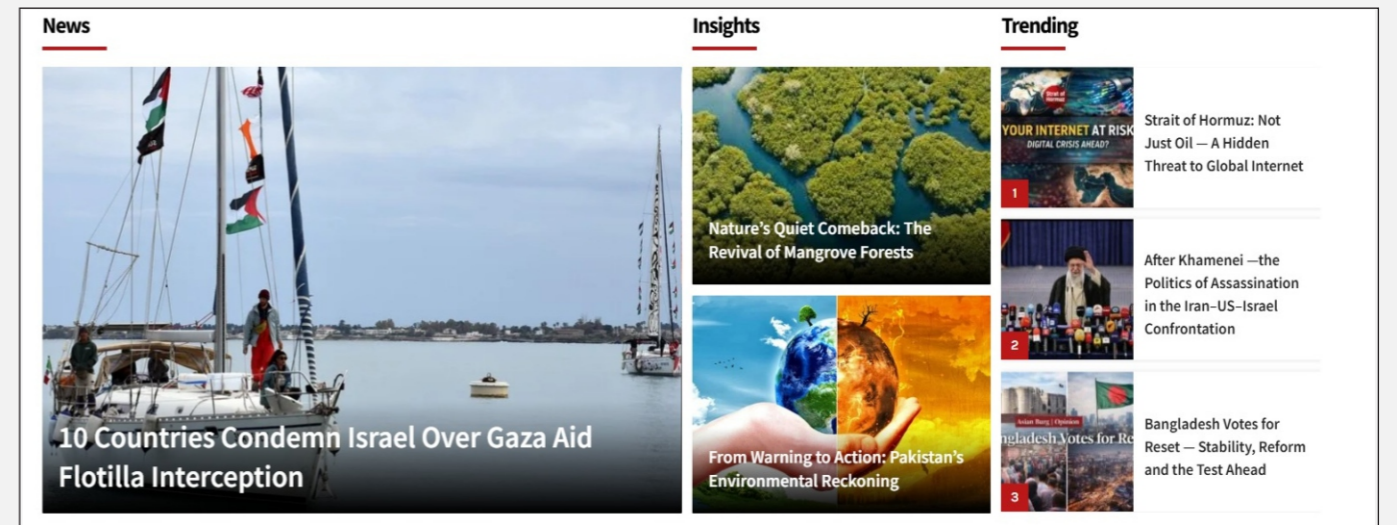 News
10 Countries Condemn Israel Over Gaza Aid
Flotilla Interception
Insights
Nature's Quiet Comeback: The
Revival of Mangrove Forests
From Warning to Action: Pakistan's
Environmental Reckoning
Trending
Strait of
Hormuz
YOUR INTERNET AT RISK
DIGITAL CRISIS AHEAD?
1
Strait of Hormuz: Not
Just Oil — A Hidden
Threat to Global Internet
2
After Khamenei —the
Politics of Assassination
in the Iran–US–Israel
Confrontation
Asian Burg | Opinion
ngladesh Votes for Re
3
Bangladesh Votes for
Reset — Stability, Reform
and the Test Ahead